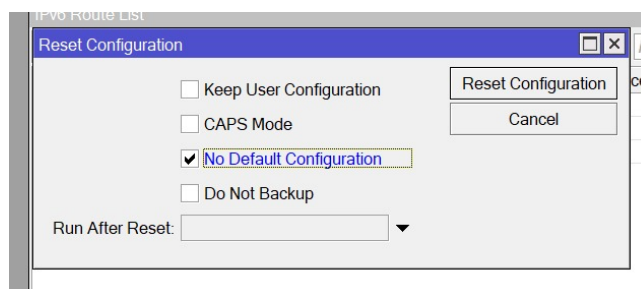 IPv6 Route List
Reset Configuration
Keep User Configuration
Reset Configuration
CAPS Mode
Cancel
No Default Configuration
Do Not Backup
Run After Reset: